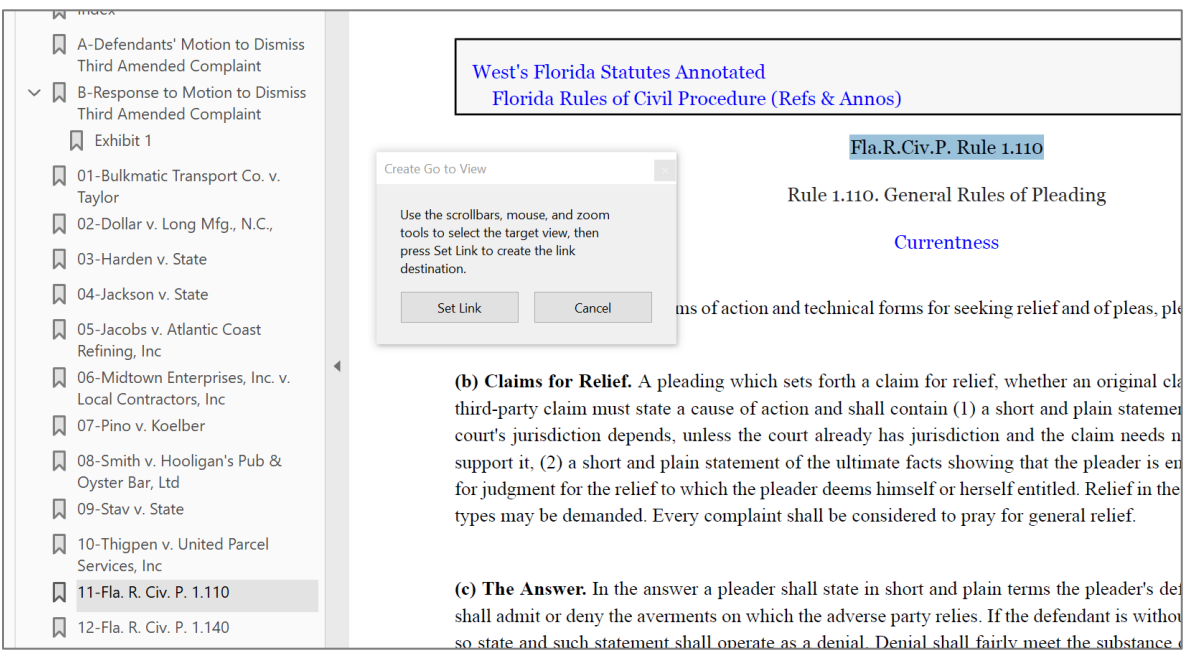 Index
A-Defendants' Motion to Dismiss
Third Amended Complaint
B-Response to Motion to Dismiss
Third Amended Complaint
Exhibit 1
01-Bulkmatic Transport Co. v.
Taylor
02-Dollar v. Long Mfg., N.C.,
03-Harden v. State
04-Jackson v. State
05-Jacobs v. Atlantic Coast
Refining, Inc
06-Midtown Enterprises, Inc. v.
Local Contractors, Inc
07-Pino v. Koelber
08-Smith v. Hooligan's Pub &
Oyster Bar, Ltd
09-Stav v. State
10-Thigpen v. United Parcel
Services, Inc
11-Fla. R. Civ. P. 1.110
12-Fla. R. Civ. P. 1.140
West's Florida Statutes Annotated
Florida Rules of Civil Procedure (Refs & Annos)
Fla.R.Civ.P. Rule 1.110
Rule 1.110. General Rules of Pleading
Currentness
Create Go to View
Use the scrollbars, mouse, and zoom
tools to select the target view, then
press Set Link to create the link
destination.
Set Link Cancel
ms of action and technical forms for seeking relief and of pleas, ple
(b) Claims for Relief. A pleading which sets forth a claim for relief, whether an original cla
third-party claim must state a cause of action and shall contain (1) a short and plain stateme
court's jurisdiction depends, unless the court already has jurisdiction and the claim needs n
support it, (2) a short and plain statement of the ultimate facts showing that the pleader is en
for judgment for the relief to which the pleader deems himself or herself entitled. Relief in the
types may be demanded. Every complaint shall be considered to pray for general relief.
(c) The Answer. In the answer a pleader shall state in short and plain terms the pleader's def
shall admit or deny the averments on which the adverse party relies. If the defendant is withou
so state and such statement shall operate as a denial. Denial shall fairly meet the substance